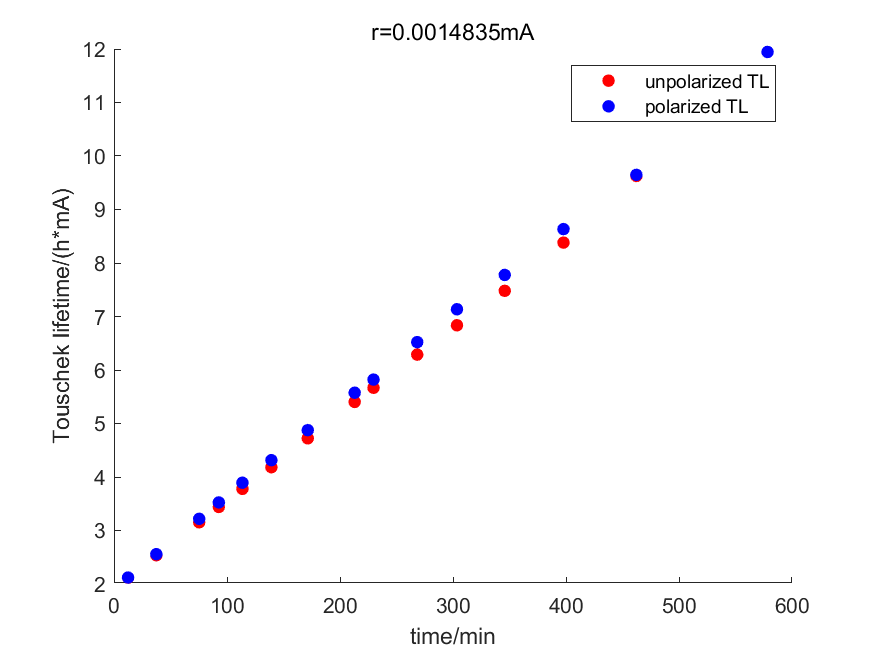 r=0.0014835mA
12
11
10
9
8
7
6
5
4
3
2
Touschek lifetime/(h*mA)
unpolarized TL
polarized TL
0 100 200 300 400 500 600
time/min